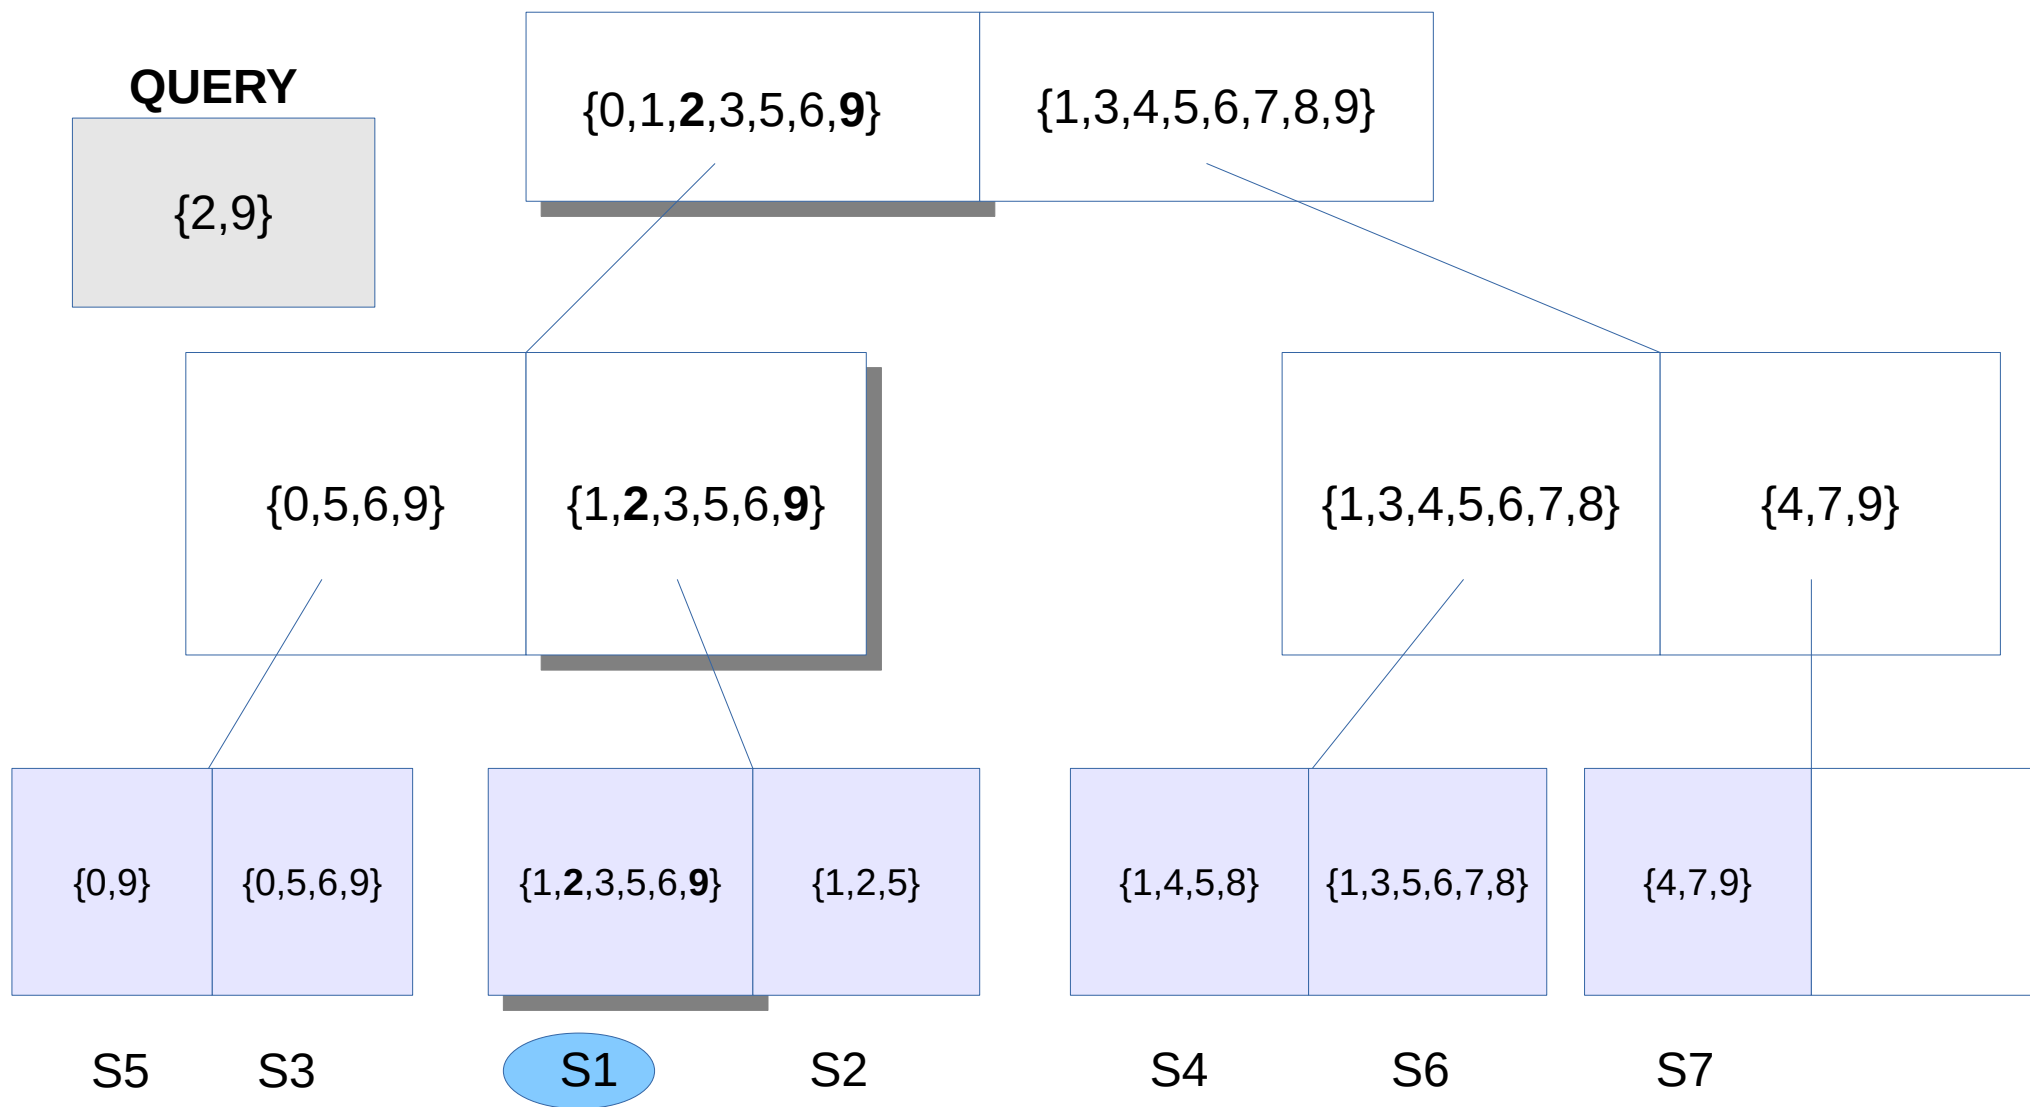 QUERY
{2,9}
{0,1,2,3,5,6,9} {1,3,4,5,6,7,8,9}
{0,5,6,9} {1,2,3,5,6,9} {1,3,4,5,6,7,8} {4,7,9}
{0,9} {0,5,6,9} {1,2,3,5,6,9} {1,2,5} {1,4,5,8} {1,3,5,6,7,8} {4,7,9}
S5 S3 S1 S2 S4 S6 S7